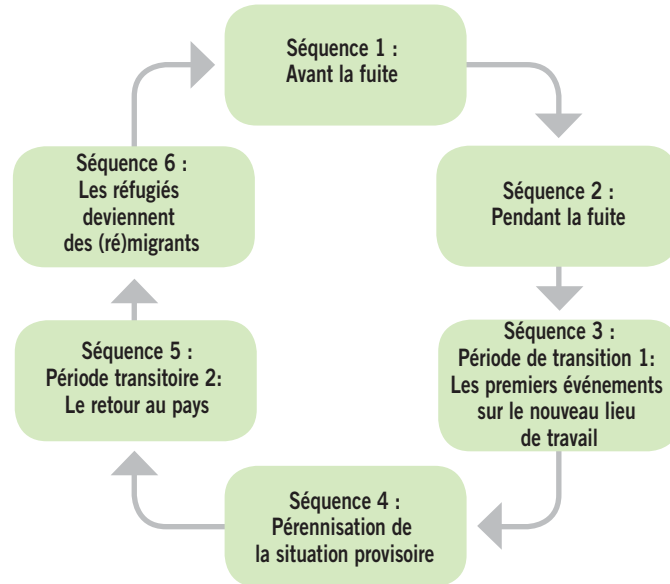 Séquence 1 :
Avant la fuite
Séquence 2 :
Pendant la fuite
Séquence 3 :
Période de transition 1:
Les premiers événements
sur le nouveau lieu
de travail
Séquence 4 :
Pérennisation de
la situation provisoire
Séquence 5 :
Période transitoire 2:
Le retour au pays
Séquence 6 :
Les réfugiés
deviennent
des (ré)migrants